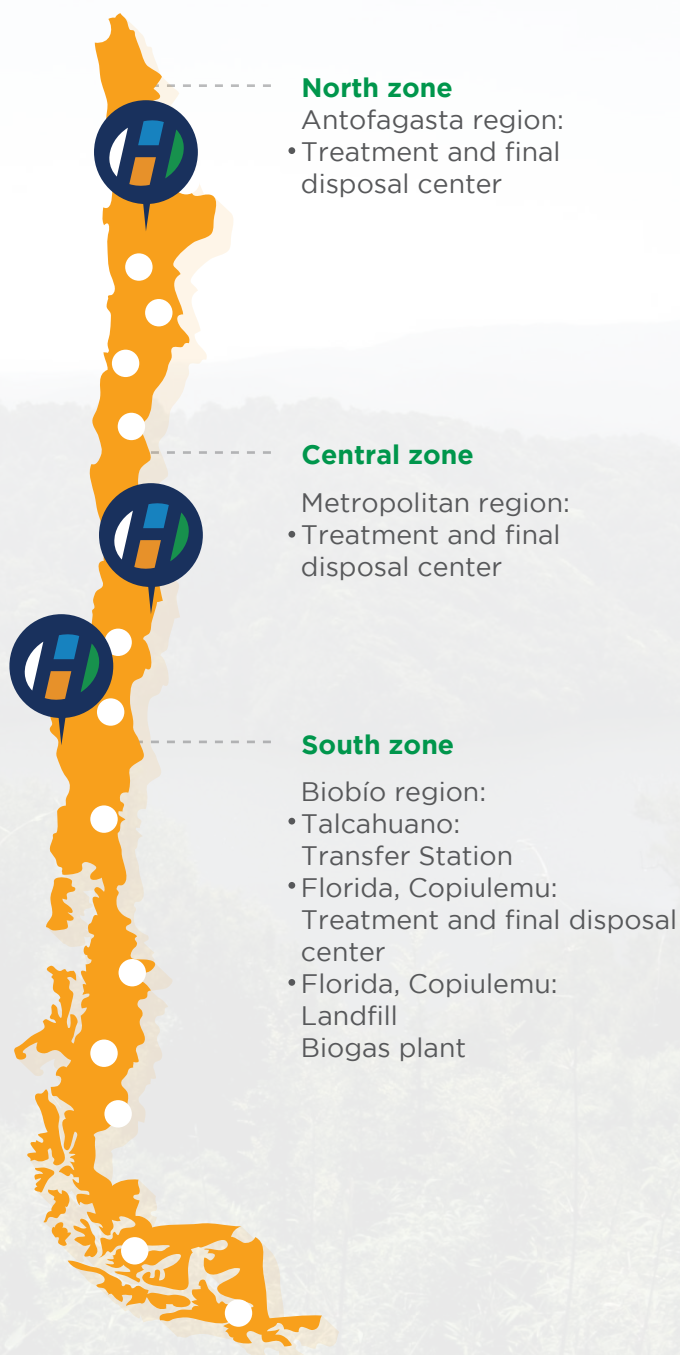 North zone
Antofagasta region:
• Treatment and final
disposal center
Central zone
Metropolitan region:
• Treatment and final
disposal center
South zone
Biobío region:
• Talcahuano:
Transfer Station
• Florida, Copiulemu:
Treatment and final disposal
center
• Florida, Copiulemu:
Landfill
Biogas plant